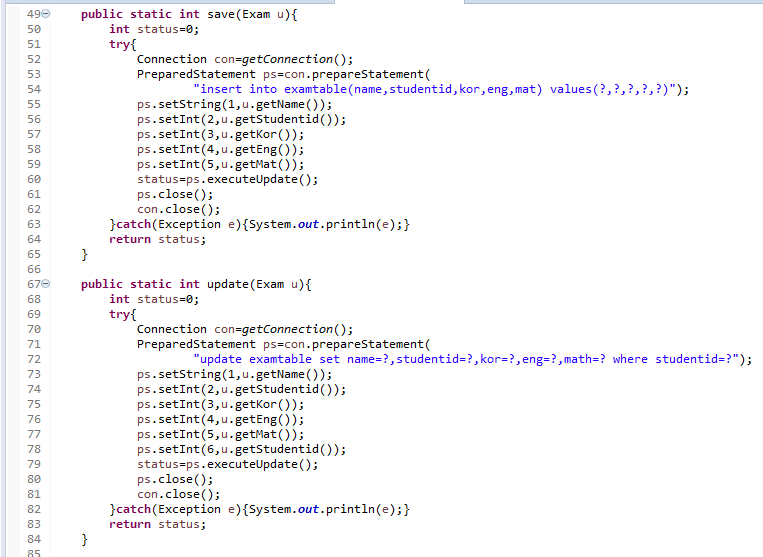 49 public static int save(Exam u){
50 int status=0;
51 try{
52 Connection con=getConnection();
53 PreparedStatement ps=con.prepareStatement(
54 "insert into examtable(name,studentid,kor,eng,mat) values(?,?,?,?,?)");
55 ps.setString(1,u.getName());
56 ps.setInt(2,u.getStudentid());
57 ps.setInt(3,u.getKor());
58 ps.setInt(4,u.getEng());
59 ps.setInt(5,u.getMat());
60 status=ps.executeUpdate();
61 ps.close();
62 con.close();
63 }catch(Exception e){System.out.println(e);}
64 return status;
65 }
66
67 public static int update(Exam u){
68 int status=0;
69 try{
70 Connection con=getConnection();
71 PreparedStatement ps=con.prepareStatement(
72 "update examtable set name=?,studentid=?,kor=?,eng=?,math=? where studentid=?");
73 ps.setString(1,u.getName());
74 ps.setInt(2,u.getStudentid());
75 ps.setInt(3,u.getKor());
76 ps.setInt(4,u.getEng());
77 ps.setInt(5,u.getMat());
78 ps.setInt(6,u.getStudentid());
79 status=ps.executeUpdate();
80 ps.close();
81 con.close();
82 }catch(Exception e){System.out.println(e);}
83 return status;
84 }
85